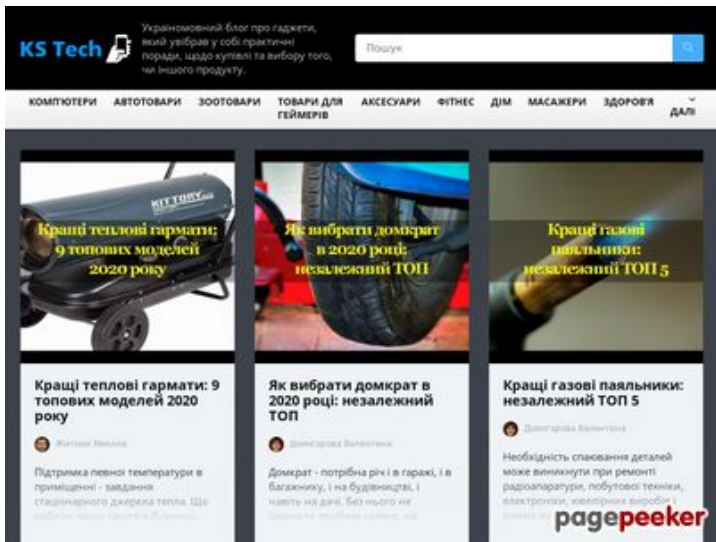 KS Tech
Україномовний блог про гаджети,
який увібрав у собі практичні
поради, щодо купівлі та вибору того,
чи іншого продукту.
Пошук
КОМП'ЮТЕРИ АВТОТОВАРИ ЗООТОВАРИ ТОВАРИ ДЛЯ ГЕЙМЕРІВ АКСЕСУАРИ ФІТНЕС ДІМ МАСАЖЕРИ ЗДОРОВ'Я ДАЛІ
KITTORY
Кращі теплові гармати:
9 топових моделей
2020 року
Як вибрати домкрат
в 2020 році:
незалежний ТОП
Кращі газові
паяльники:
незалежний ТОП 5
Кращі теплові гармати: 9
топових моделей 2020
року
Житник Микола
Підтримка певної температури в
приміщенні - завдання
стаціонарного джерела тепла. Що
Як вибрати домкрат в
2020 році: незалежний
ТОП
Домкрат - потрібна річ і в гаражі, і в
багажнику, і на будівництві, і
навіть на дачі. Без нього не
Кращі газові паяльники:
незалежний ТОП 5
Необхідність спаювання деталей
може виникнути при ремонті
радіоапаратури, побутової техніки,
електроніки, ювелірних виробів і
pagepeeker